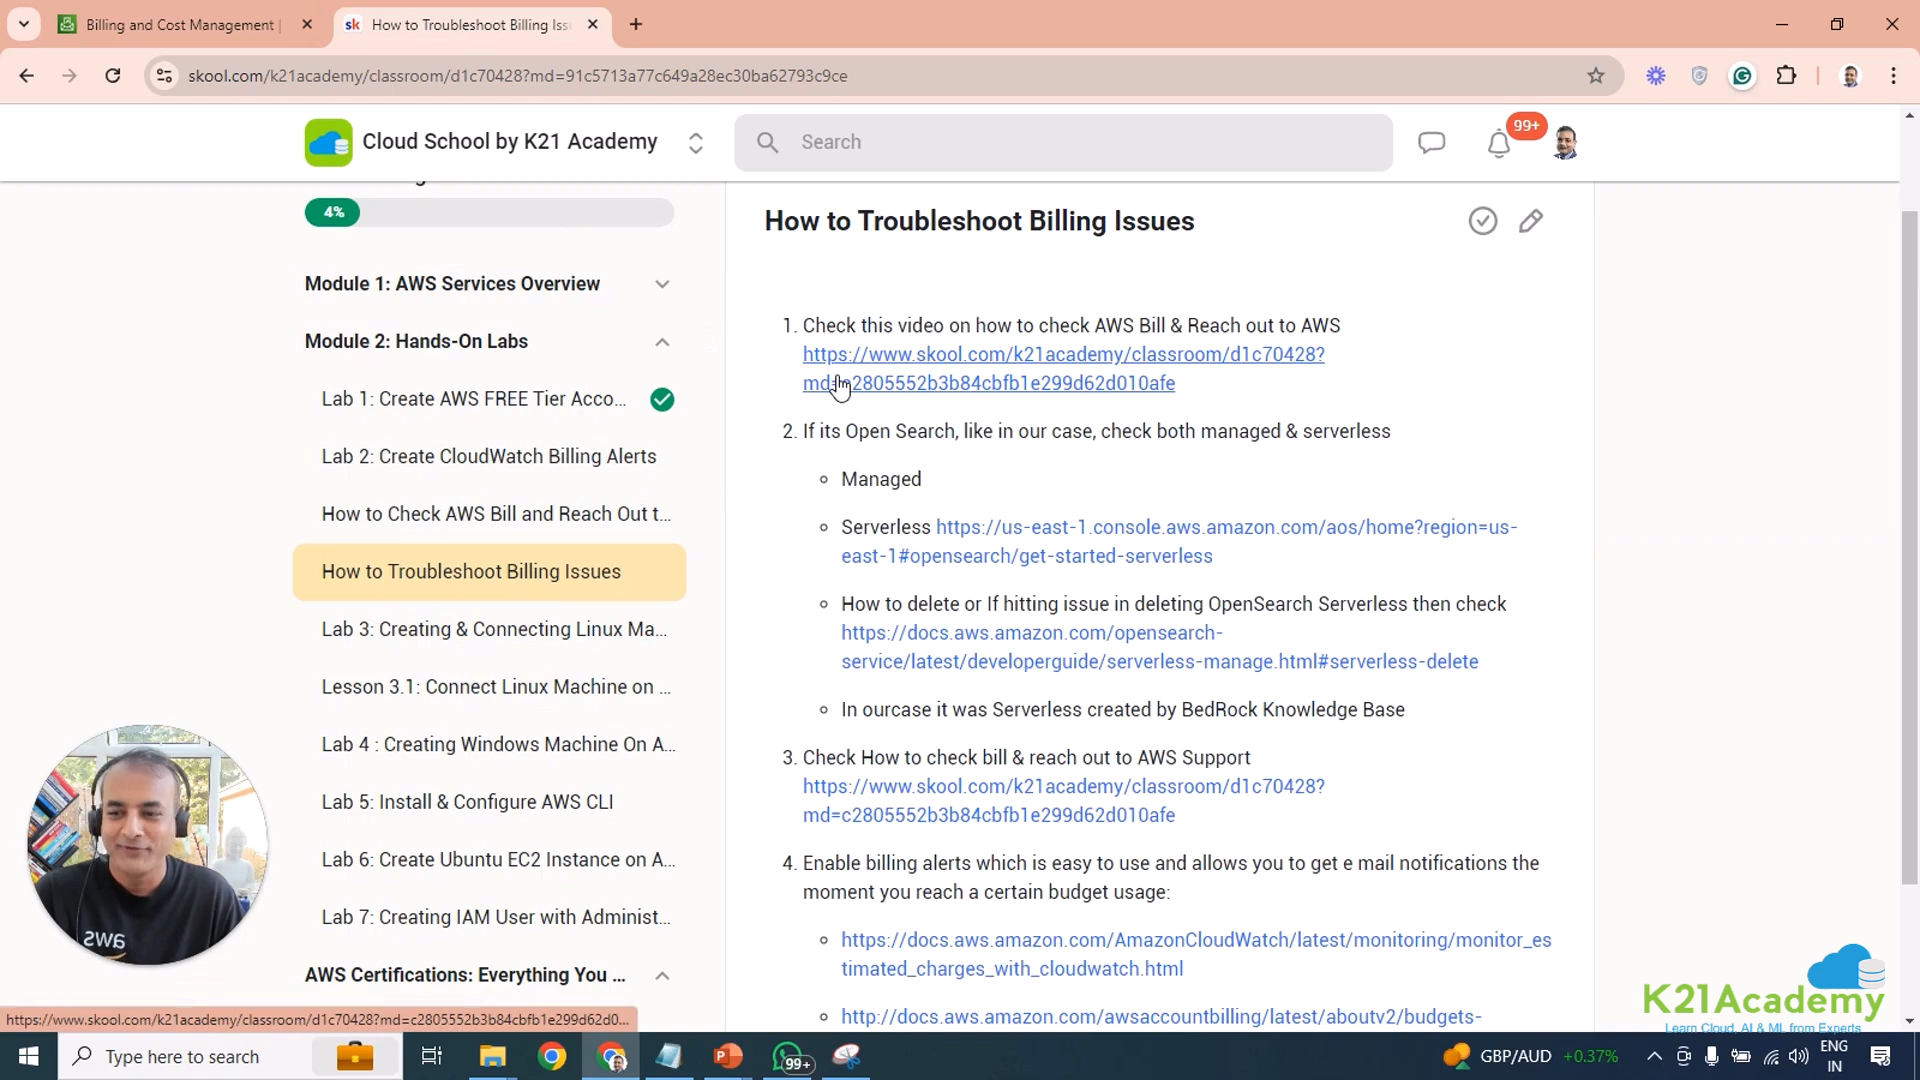 Billing and Cost Management |
sk How to Troubleshoot Billing Iss
skool.com/k21academy/classroom/d1c70428?md=91c5713a77c649a28ec30ba62793c9ce
Cloud School by K21 Academy
Search
99+
4%
Module 1: AWS Services Overview
Module 2: Hands-On Labs
Lab 1: Create AWS FREE Tier Acco...
Lab 2: Create CloudWatch Billing Alerts
How to Check AWS Bill and Reach Out t...
How to Troubleshoot Billing Issues
Lab 3: Creating & Connecting Linux Ma...
Lesson 3.1: Connect Linux Machine on ...
Lab 4 : Creating Windows Machine On A...
Lab 5: Install & Configure AWS CLI
Lab 6: Create Ubuntu EC2 Instance on A...
Lab 7: Creating IAM User with Administ...
AWS Certifications: Everything You ...
How to Troubleshoot Billing Issues
1. Check this video on how to check AWS Bill & Reach out to AWS
https://www.skool.com/k21academy/classroom/d1c70428?
md=c2805552b3b84cbfb1e299d62d010afe
2. If its Open Search, like in our case, check both managed & serverless
Managed
Serverless https://us-east-1.console.aws.amazon.com/aos/home?region=us-
east-1#opensearch/get-started-serverless
How to delete or If hitting issue in deleting OpenSearch Serverless then check
https://docs.aws.amazon.com/opensearch-
service/latest/developerguide/serverless-manage.html#serverless-delete
In ourcase it was Serverless created by BedRock Knowledge Base
3. Check How to check bill & reach out to AWS Support
https://www.skool.com/k21academy/classroom/d1c70428?
md=c2805552b3b84cbfb1e299d62d010afe
4. Enable billing alerts which is easy to use and allows you to get e mail notifications the
moment you reach a certain budget usage:
https://docs.aws.amazon.com/AmazonCloudWatch/latest/monitoring/monitor_es
timated_charges_with_cloudwatch.html
http://docs.aws.amazon.com/awsaccountbilling/latest/aboutv2/budgets-
aws
K21Academy
Learn Cloud, AI & ML from Experts
https://www.skool.com/k21academy/classroom/d1c70428?md=c2805552b3b84cbfb1e299d62d0...
Type here to search
99+
GBP/AUD +0.37%
ENG
IN